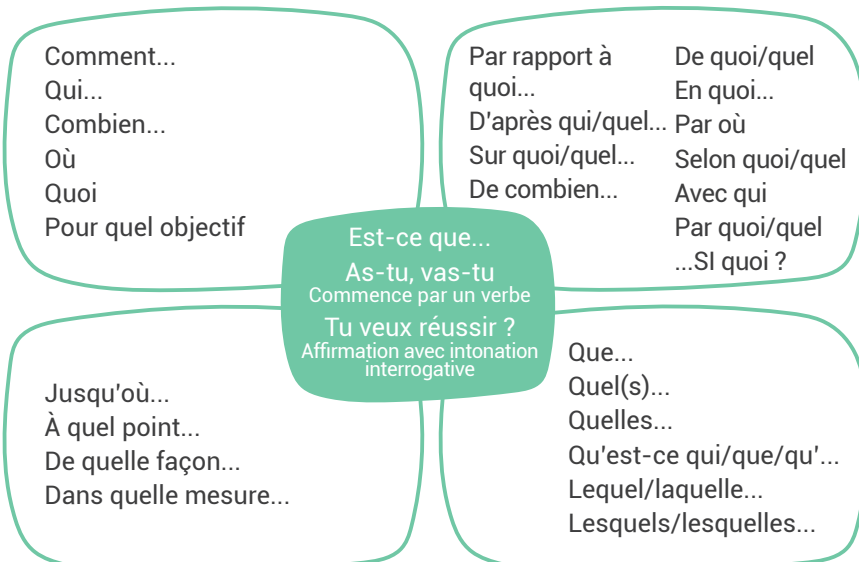 Comment...
Qui...
Combien...
Où
Quoi
Pour quel objectif
Par rapport à
quoi...
D'après qui/quel...
Sur quoi/quel...
De combien...
De quoi/quel
En quoi...
Par où
Selon quoi/quel
Avec qui
Par quoi/quel
...SI quoi ?
Est-ce que...
As-tu, vas-tu
Commence par un verbe
Tu veux réussir ?
Affirmation avec intonation
interrogative
Jusqu'où...
À quel point...
De quelle façon...
Dans quelle mesure...
Que...
Quel(s)...
Quelles...
Qu'est-ce qui/que/qu'...
Lequel/laquelle...
Lesquels/lesquelles...